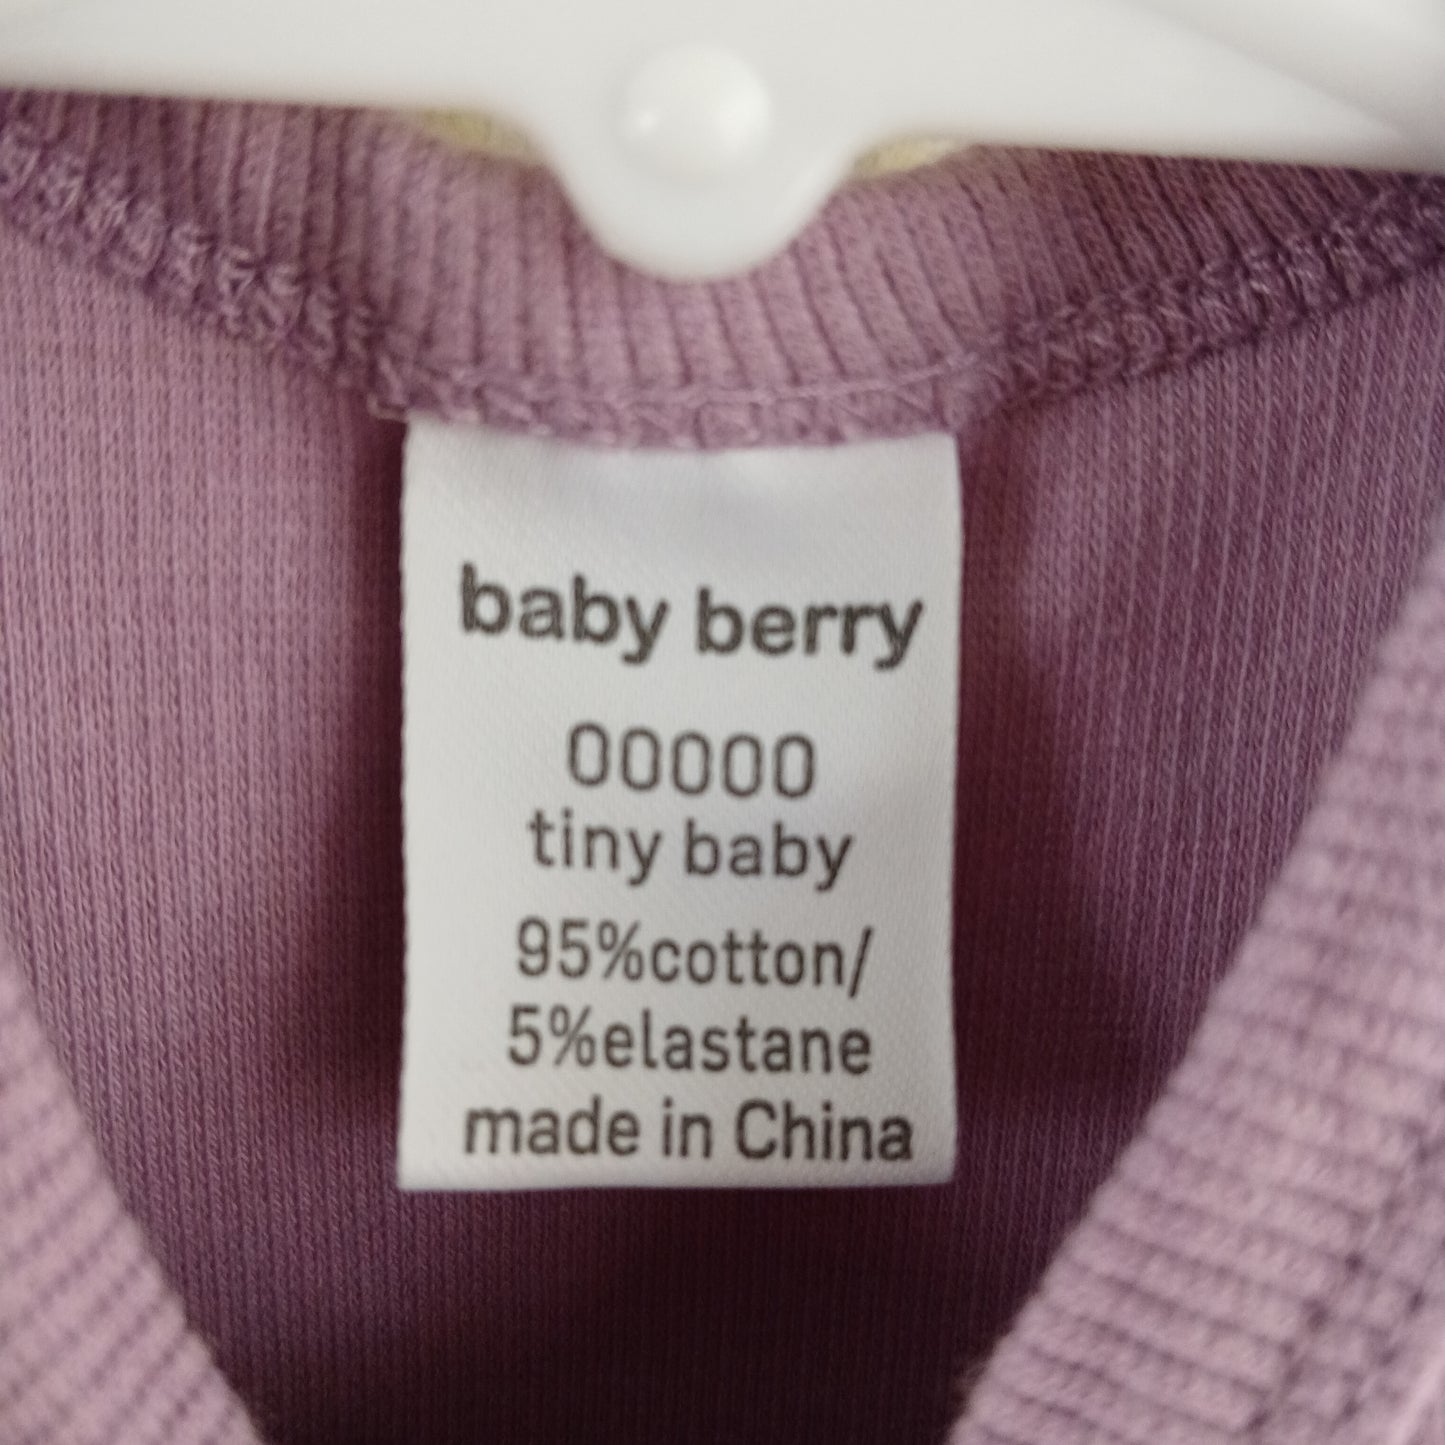 baby berry
00000
tiny baby
95%cotton/
5%elastane
made in China